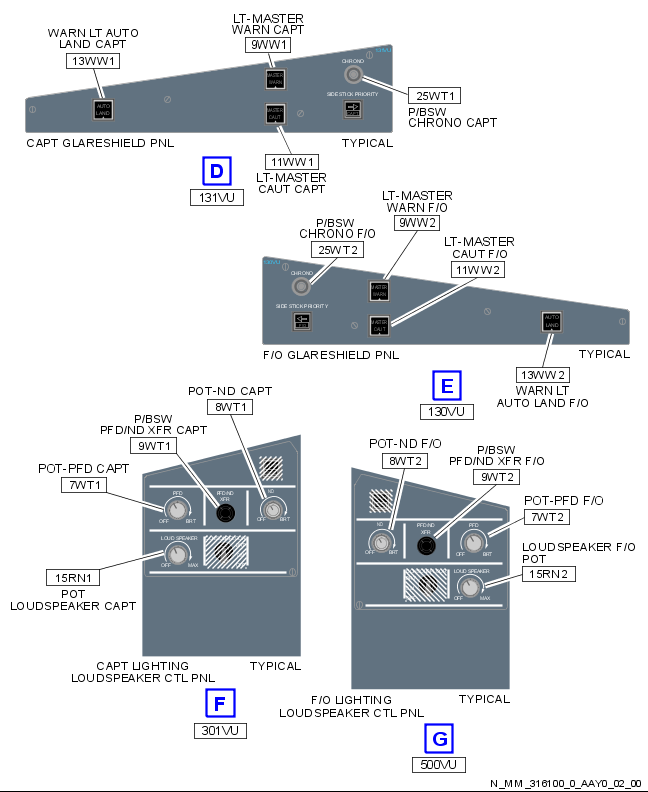 LT-MASTER
WARN CAPT
9WW1
WARN LT AUTO
LAND CAPT
13WW1
CHRONO
25WT1
P/BSW
CHRONO CAPT
MASTER
WARN
SIDE STICK PRIORITY
AUTO
LAND
MASTER
CAUT
CAPT GLARESHIELD PNL
TYPICAL
11WW1
LT-MASTER
CAUT CAPT
D
131VU
LT-MASTER
WARN F/O
9WW2
P/BSW
CHRONO F/O
25WT2
LT-MASTER
CAUT F/O
11WW2
CHRONO
MASTER
WARN
SIDE STICK PRIORITY
MASTER
CAUT
AUTO
LAND
F/O GLARESHIELD PNL
TYPICAL
E
130VU
13WW2
WARN LT
AUTO LAND F/O
POT-ND CAPT
8WT1
P/BSW
PFD/ND XFR CAPT
9WT1
POT-PFD CAPT
7WT1
PFD
OFF
BRT
PFD-ND
XFR
ND
OFF
BRT
LOUD SPEAKER
OFF
MAX
15RN1
POT
LOUDSPEAKER CAPT
CAPT LIGHTING
LOUDSPEAKER CTL PNL
TYPICAL
F
301VU
POT-ND F/O
8WT2
P/BSW
PFD/ND XFR F/O
9WT2
POT-PFD F/O
7WT2
ND
OFF
BRT
PFD-ND
XFR
PFD
OFF
BRT
LOUDSPEAKER F/O
POT
15RN2
LOUD SPEAKER
OFF
MAX
F/O LIGHTING
LOUDSPEAKER CTL PNL
TYPICAL
G
500VU
N_MM_316100_0_AAY0_02_00